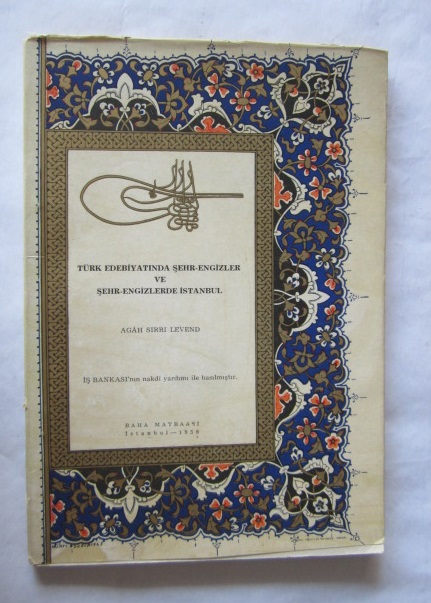 TÜRK EDEBİYATINDA ŞEHR-ENGİZLER
VE
ŞEHR-ENGİZLERDE İSTANBUL
AGÂH SIRRI LEVEND
İŞ BANKASI'nın nakdî yardımı ile basılmıştır.
BAHA MATBAASI
İstanbul—1958